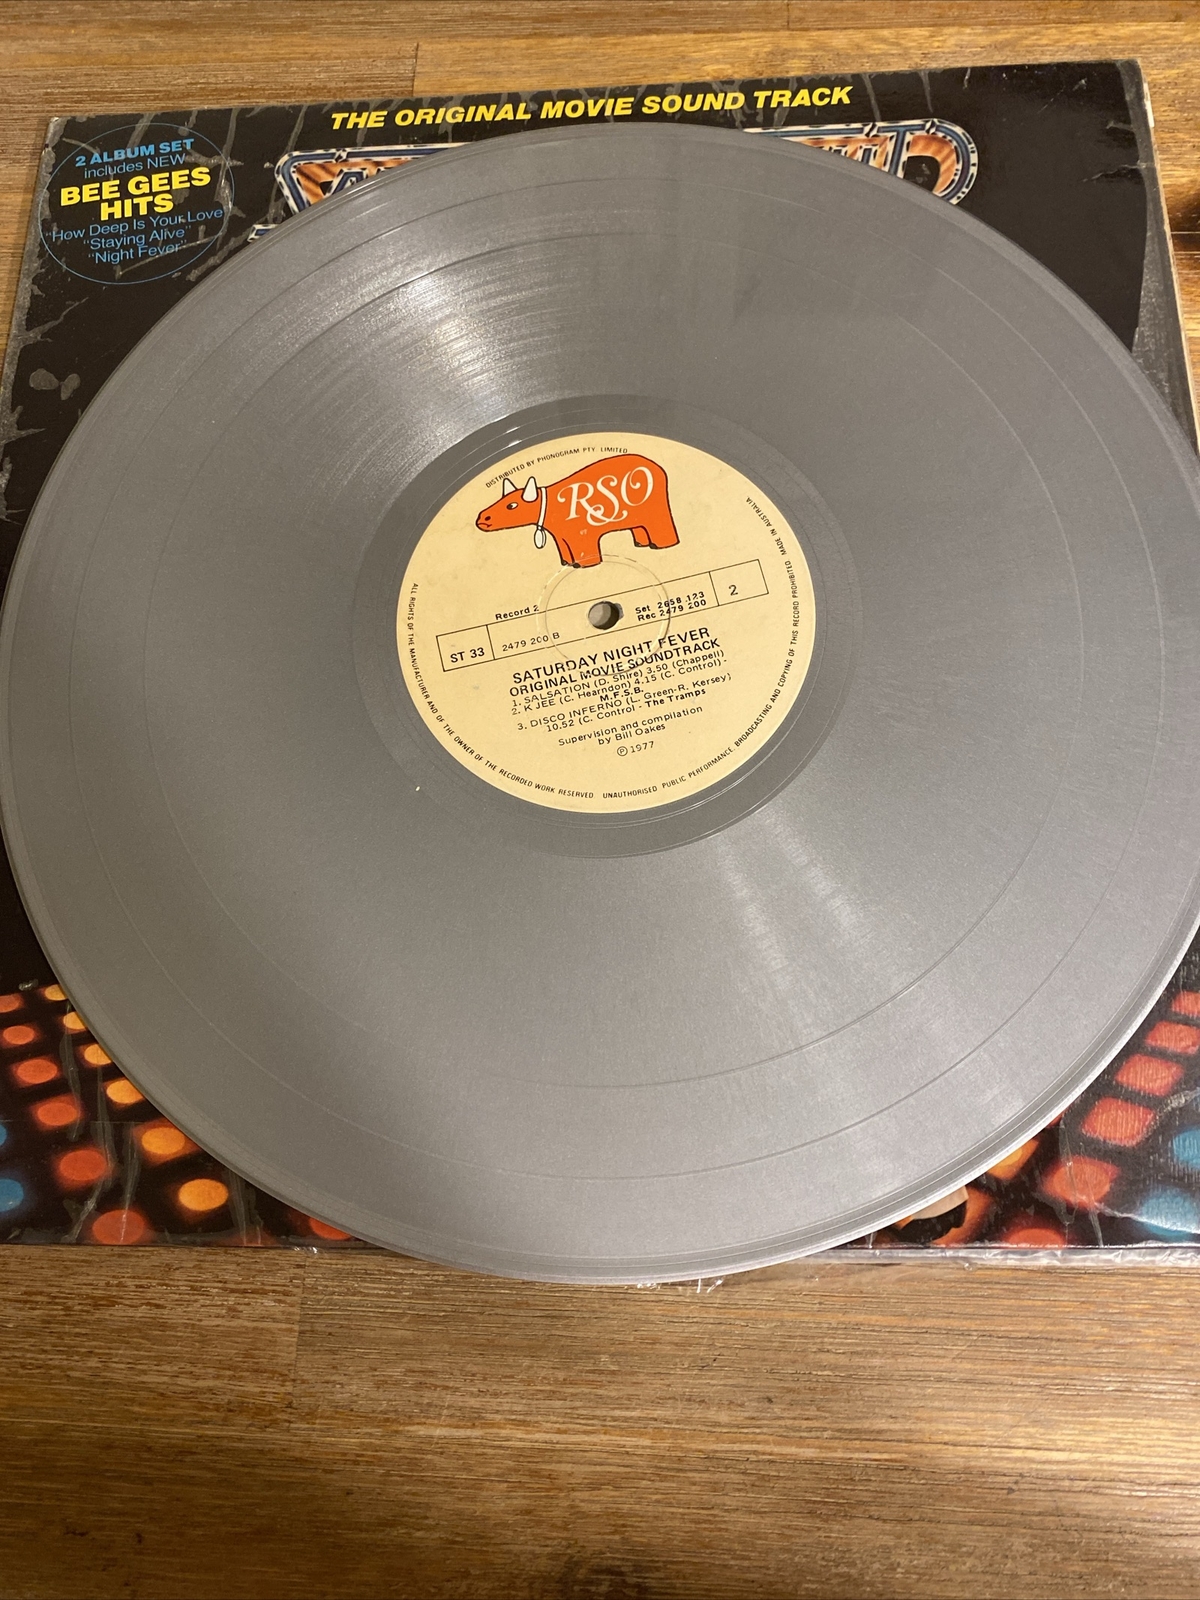 THE ORIGINAL MOVIE SOUND TRACK
2 ALBUM SET
includes NEW
BEE GEES
HITS
"How Deep Is Your Love
"Staying Alive"
"Night Fever"
DISTRIBUTED BY PHONOGRAM PTY. LIMITED
RSO
Record 2
Set 2658 123
Rec 2479 200
2
ST 33
2479 200 B
SATURDAY NIGHT FEVER
ORIGINAL MOVIE SOUNDTRACK
1. SALSATION (D. Shire) 3.50 (Chappell)
2. K JEE (C. Hearndon) 4.15 (C. Control)-
M.F.S.B.
3. DISCO INFERNO (L. Green-R. Kersey)
10.52 (C. Control - The Tramps
Supervision and compilation
by Bill Oakes
Ⓟ 1977
ALL RIGHTS OF THE MANUFACTURER AND OF THE OWNER OF THE RECORDED WORK RESERVED UNAUTHORISED PUBLIC PERFORMANCE, BROADCASTING AND COPYING OF THIS RECORD PROHIBITED MADE IN AUSTRALIA